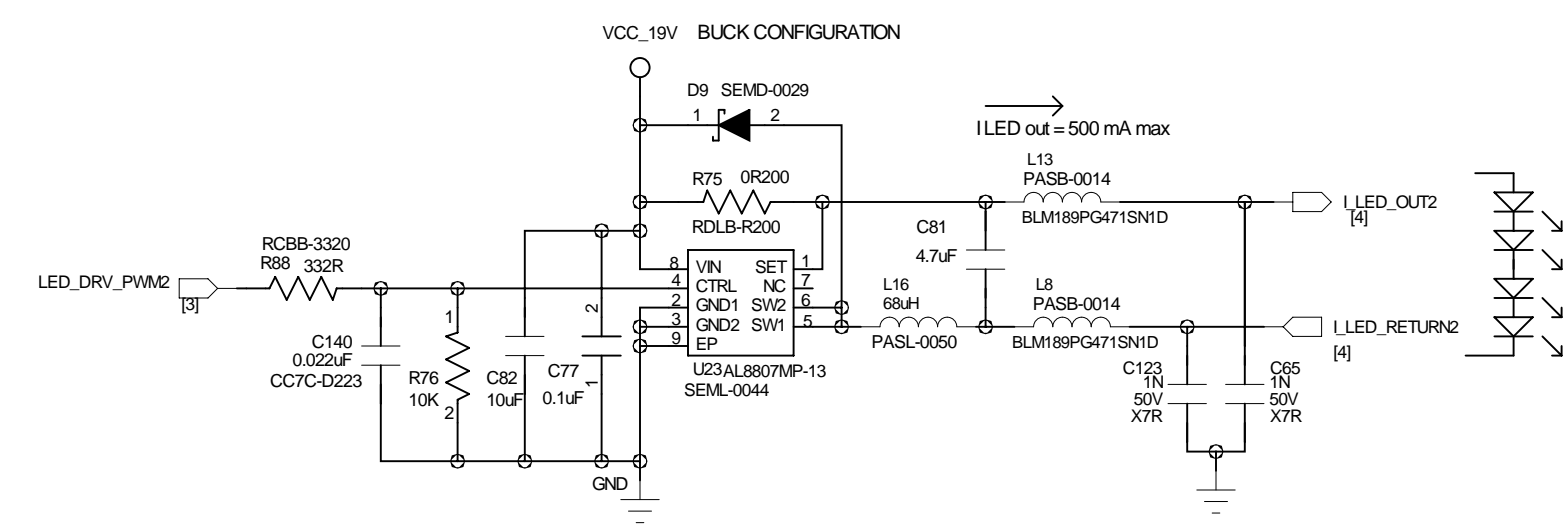 VCC_19V BUCK CONFIGURATION
D9 SEMD-0029
1 2
I LED out = 500 mA max
L13
PASB-0014
BLM189PG471SN1D
I_LED_OUT2
[4]
R75 0R200
RDLB-R200
C81
4.7uF
RCBB-3320
R88 332R
LED_DRV_PWM2
[3]
8 VIN SET 1
4 CTRL NC 7
2 GND1 SW2 6
3 GND2 SW1 5
9 EP
U23 AL8807MP-13
SEML-0044
L16
68uH
PASL-0050
L8
PASB-0014
BLM189PG471SN1D
I_LED_RETURN2
[4]
C140
0.022uF
CC7C-D223
1
R76
10K
2
C82
10uF
2
C77
0.1uF
1
C123
1N
50V
X7R
C65
1N
50V
X7R
GND